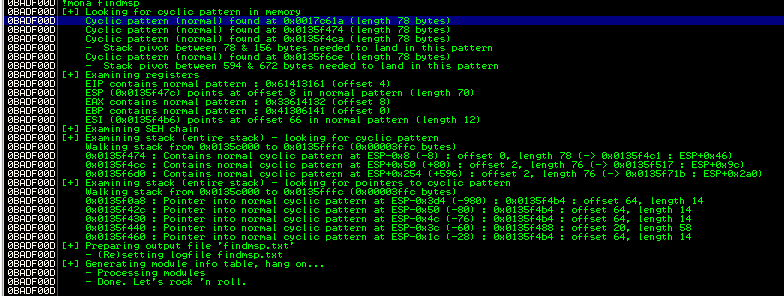 0BADF00D !mona findmsp
0BADF00D [+] Looking for cyclic pattern in memory
0BADF00D Cyclic pattern (normal) found at 0x0017c61a (length 78 bytes)
0BADF00D Cyclic pattern (normal) found at 0x0135f474 (length 78 bytes)
0BADF00D Cyclic pattern (normal) found at 0x0135f4ca (length 78 bytes)
0BADF00D - Stack pivot between 78 & 156 bytes needed to land in this pattern
0BADF00D Cyclic pattern (normal) found at 0x0135f6ce (length 78 bytes)
0BADF00D - Stack pivot between 594 & 672 bytes needed to land in this pattern
0BADF00D [+] Examining registers
0BADF00D EIP contains normal pattern : 0x61413161 (offset 4)
0BADF00D ESP (0x0135f47c) points at offset 8 in normal pattern (length 70)
0BADF00D EAX contains normal pattern : 0x33614132 (offset 8)
0BADF00D EBP contains normal pattern : 0x41306141 (offset 0)
0BADF00D ESI (0x0135f4b6) points at offset 66 in normal pattern (length 12)
0BADF00D [+] Examining SEH chain
0BADF00D [+] Examining stack (entire stack) - looking for cyclic pattern
0BADF00D Walking stack from 0x0135c000 to 0x0135fffc (0x00003ffc bytes)
0BADF00D 0x0135f474 : Contains normal cyclic pattern at ESP-0x8 (-8) : offset 0, length 78 (-> 0x0135f4c1 : ESP+0x46)
0BADF00D 0x0135f4cc : Contains normal cyclic pattern at ESP+0x50 (+80) : offset 2, length 76 (-> 0x0135f517 : ESP+0x9c)
0BADF00D 0x0135f6d0 : Contains normal cyclic pattern at ESP+0x254 (+596) : offset 2, length 76 (-> 0x0135f71b : ESP+0x2a0)
0BADF00D [+] Examining stack (entire stack) - looking for pointers to cyclic pattern
0BADF00D Walking stack from 0x0135c000 to 0x0135fffc (0x00003ffc bytes)
0BADF00D 0x0135f0a8 : Pointer into normal cyclic pattern at ESP-0x3d4 (-980) : 0x0135f4b4 : offset 64, length 14
0BADF00D 0x0135f42c : Pointer into normal cyclic pattern at ESP-0x50 (-80) : 0x0135f4b4 : offset 64, length 14
0BADF00D 0x0135f430 : Pointer into normal cyclic pattern at ESP-0x4c (-76) : 0x0135f4b4 : offset 64, length 14
0BADF00D 0x0135f440 : Pointer into normal cyclic pattern at ESP-0x3c (-60) : 0x0135f488 : offset 20, length 58
0BADF00D 0x0135f460 : Pointer into normal cyclic pattern at ESP-0x1c (-28) : 0x0135f4b4 : offset 64, length 14
0BADF00D [+] Preparing output file 'findmsp.txt'
0BADF00D - (Re)setting logfile findmsp.txt
0BADF00D [+] Generating module info table, hang on...
0BADF00D - Processing modules
0BADF00D - Done. Let's rock 'n roll.